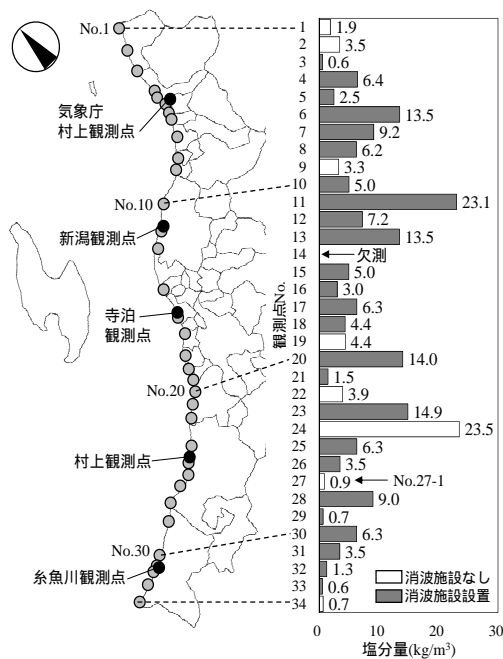 No.1
気象庁
村上観測点
No.10
新潟観測点
寺泊
観測点
No.20
村上観測点
No.30
糸魚川観測点
観測点No.
1 1.9
2 3.5
3 0.6
4 6.4
5 2.5
6 13.5
7 9.2
8 6.2
9 3.3
10 5.0
11 23.1
12 7.2
13 13.5
14 欠測
15 5.0
16 3.0
17 6.3
18 4.4
19 4.4
20 14.0
21 1.5
22 3.9
23 14.9
24 23.5
25 6.3
26 3.5
27 0.9 No.27-1
28 9.0
29 0.7
30 6.3
31 3.5
32 1.3
33 0.6
34 0.7
消波施設なし
消波施設設置
0 10 20 30
塩分量(kg/m³)